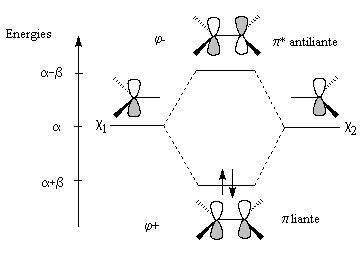 Energies
φ- π* antiliante
α−β
χ1 α χ2
α+β
φ+ π liante